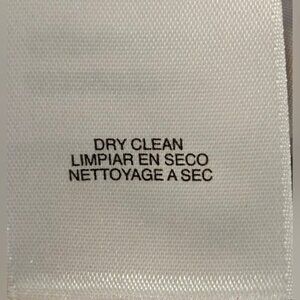 DRY CLEAN
LIMPIAR EN SECO
NETTOYAGE A SEC